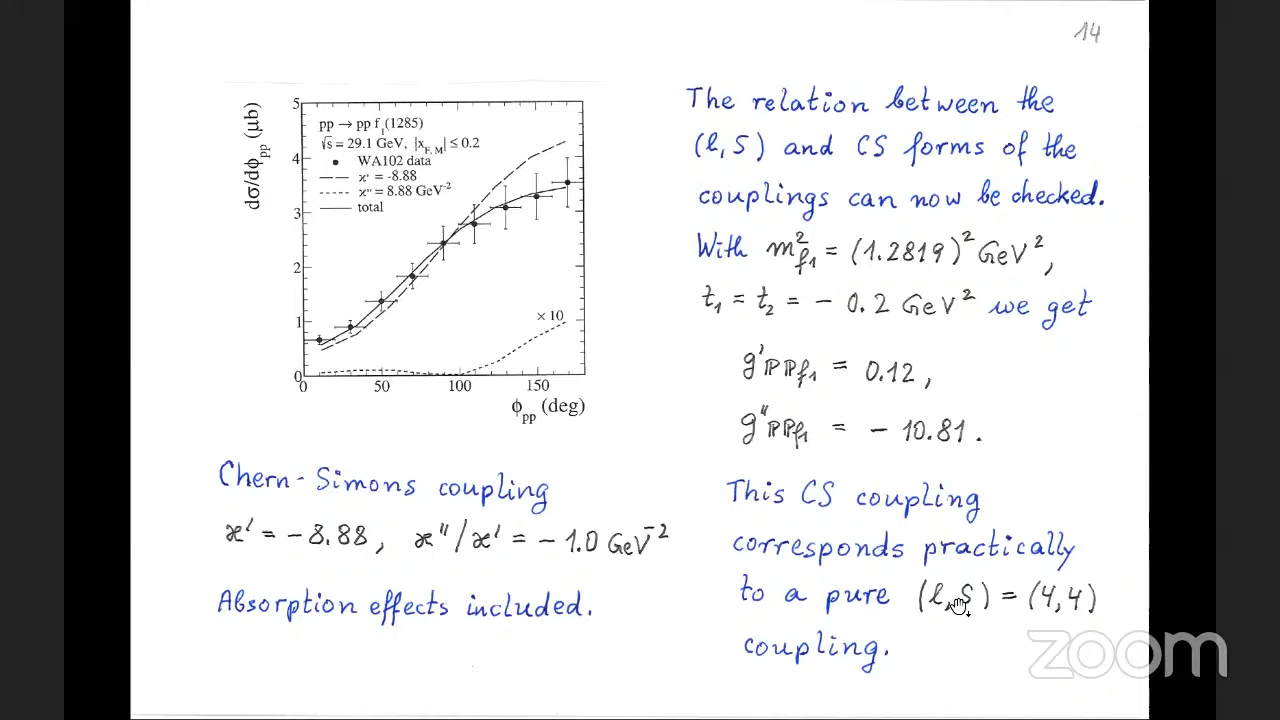 14
5
4
3
2
1
0
0
50
100
150
dσ/dϕpp (μb)
pp → pp f1(1285)
√s = 29.1 GeV, |xF,M| ≤ 0.2
WA102 data
ϰ' = -8.88
ϰ'' = 8.88 GeV⁻²
total
× 10
ϕpp (deg)
Chern-Simons coupling
ϰ' = -8.88, ϰ''/ϰ' = -1.0 GeV⁻²
Absorption effects included.
The relation between the
(l, S) and CS forms of the
couplings can now be checked.
With m²f1 = (1.2819)² GeV²,
t1 = t2 = - 0.2 GeV² we get
g'ℙℙf1 = 0.12,
g''ℙℙf1 = - 10.81.
This CS coupling
corresponds practically
to a pure (l, S) = (4,4)
coupling.
zoom